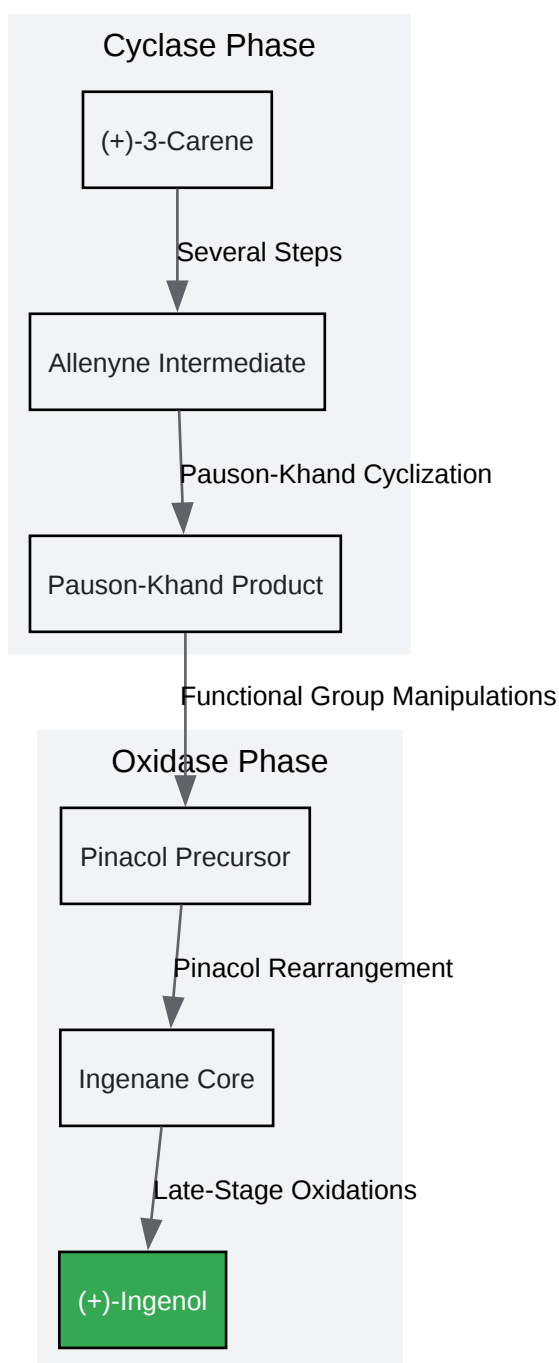 Cyclase Phase
(+)-3-Carene
Several Steps
Allenyne Intermediate
Pauson-Khand Cyclization
Pauson-Khand Product
Functional Group Manipulations
Oxidase Phase
Pinacol Precursor
Pinacol Rearrangement
Ingenane Core
Late-Stage Oxidations
(+)-Ingenol